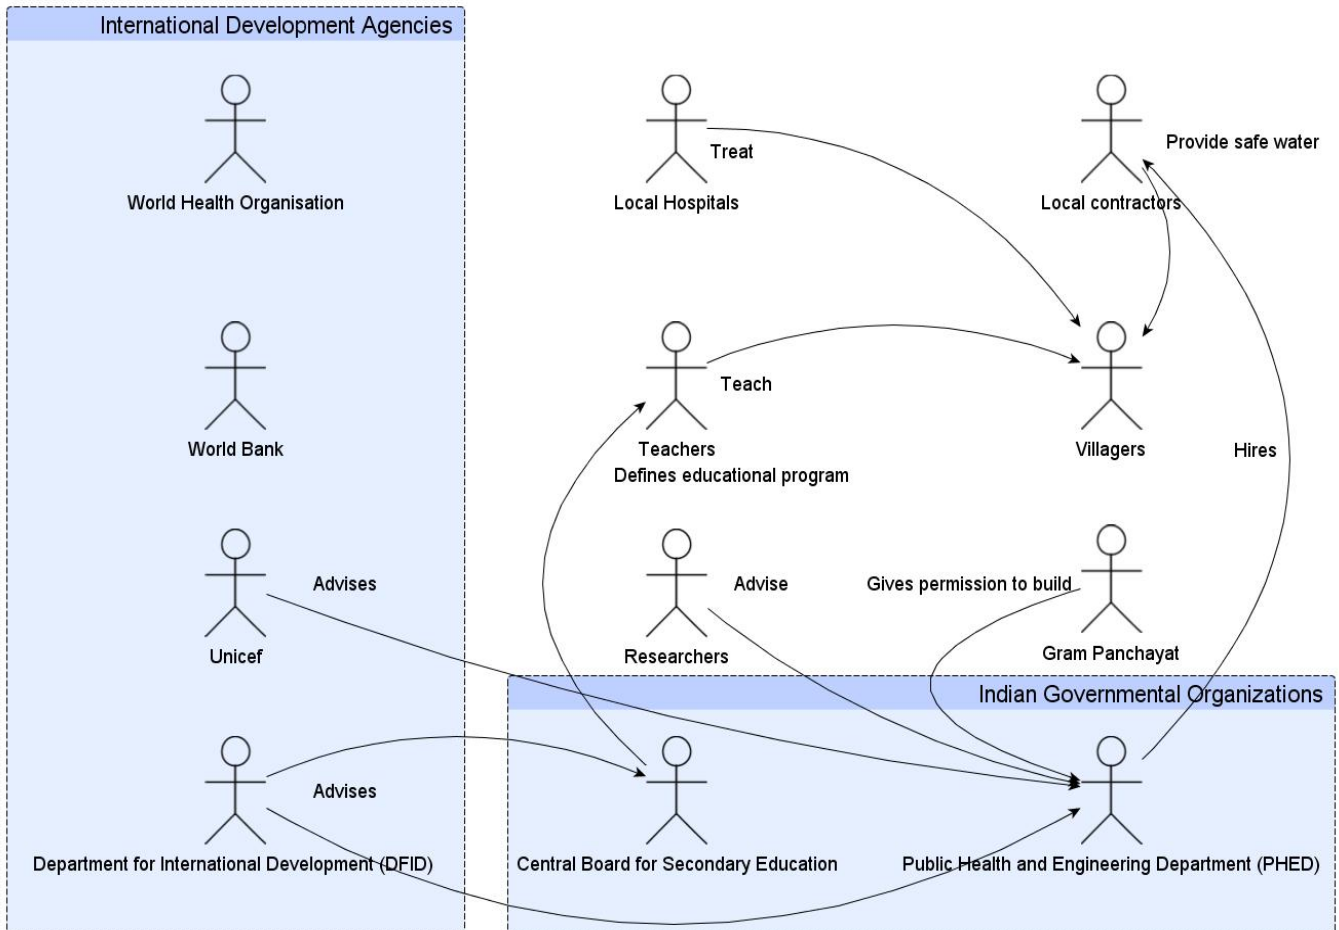 International Development Agencies
World Health Organisation
Local Hospitals
Local contractors
Treat
Provide safe water
World Bank
Teachers
Villagers
Teach
Defines educational program
Hires
Unicef
Advises
Researchers
Advise
Gives permission to build
Gram Panchayat
Indian Governmental Organizations
Advises
Department for International Development (DFID)
Central Board for Secondary Education
Public Health and Engineering Department (PHED)